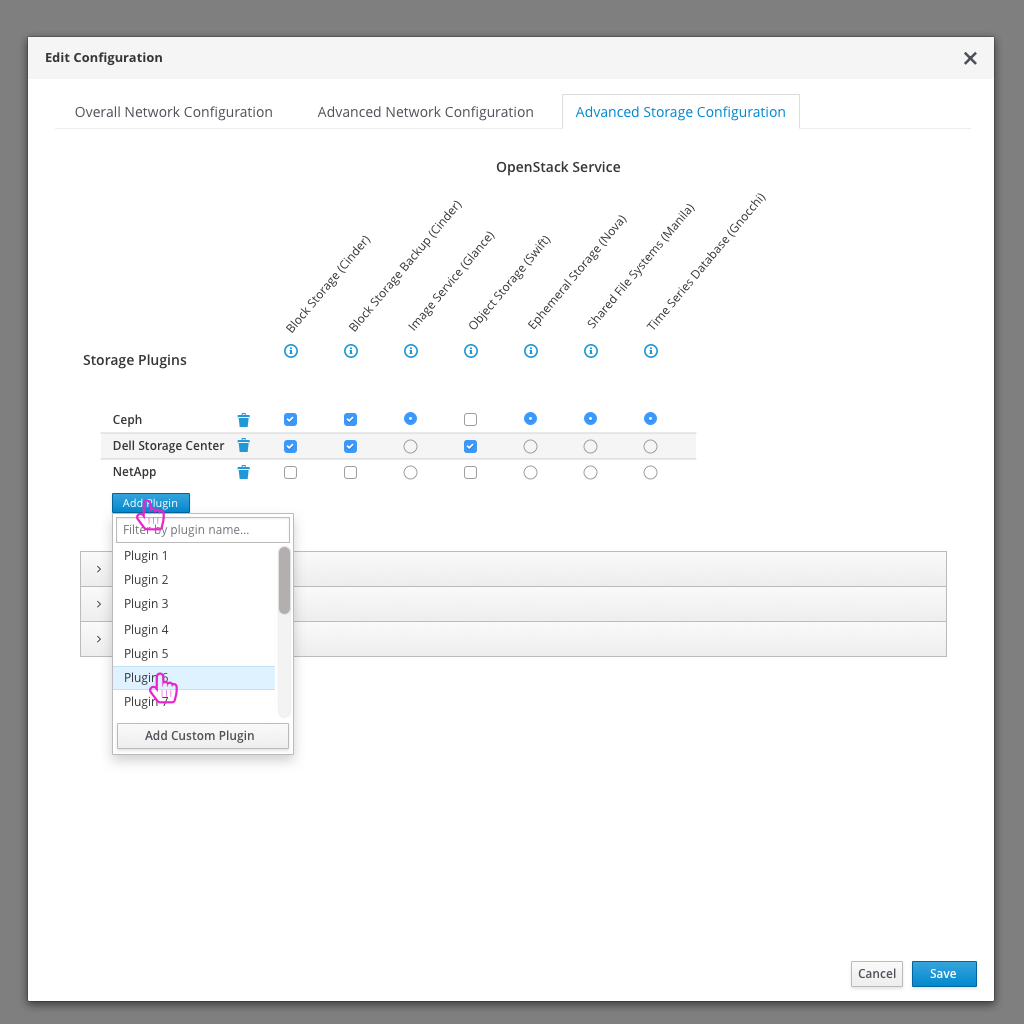 Edit Configuration
Overall Network Configuration
Advanced Network Configuration
Advanced Storage Configuration
OpenStack Service
Block Storage (Cinder)
Block Storage Backup (Cinder)
Image Service (Glance)
Object Storage (Swift)
Ephemeral Storage (Nova)
Shared File Systems (Manila)
Time Series Database (Gnocchi)
Storage Plugins
Ceph
Dell Storage Center
NetApp
Add Plugin
Filter by plugin name...
Plugin 1
Plugin 2
Plugin 3
Plugin 4
Plugin 5
Plugin 6
Plugin 7
Add Custom Plugin
Cancel
Save